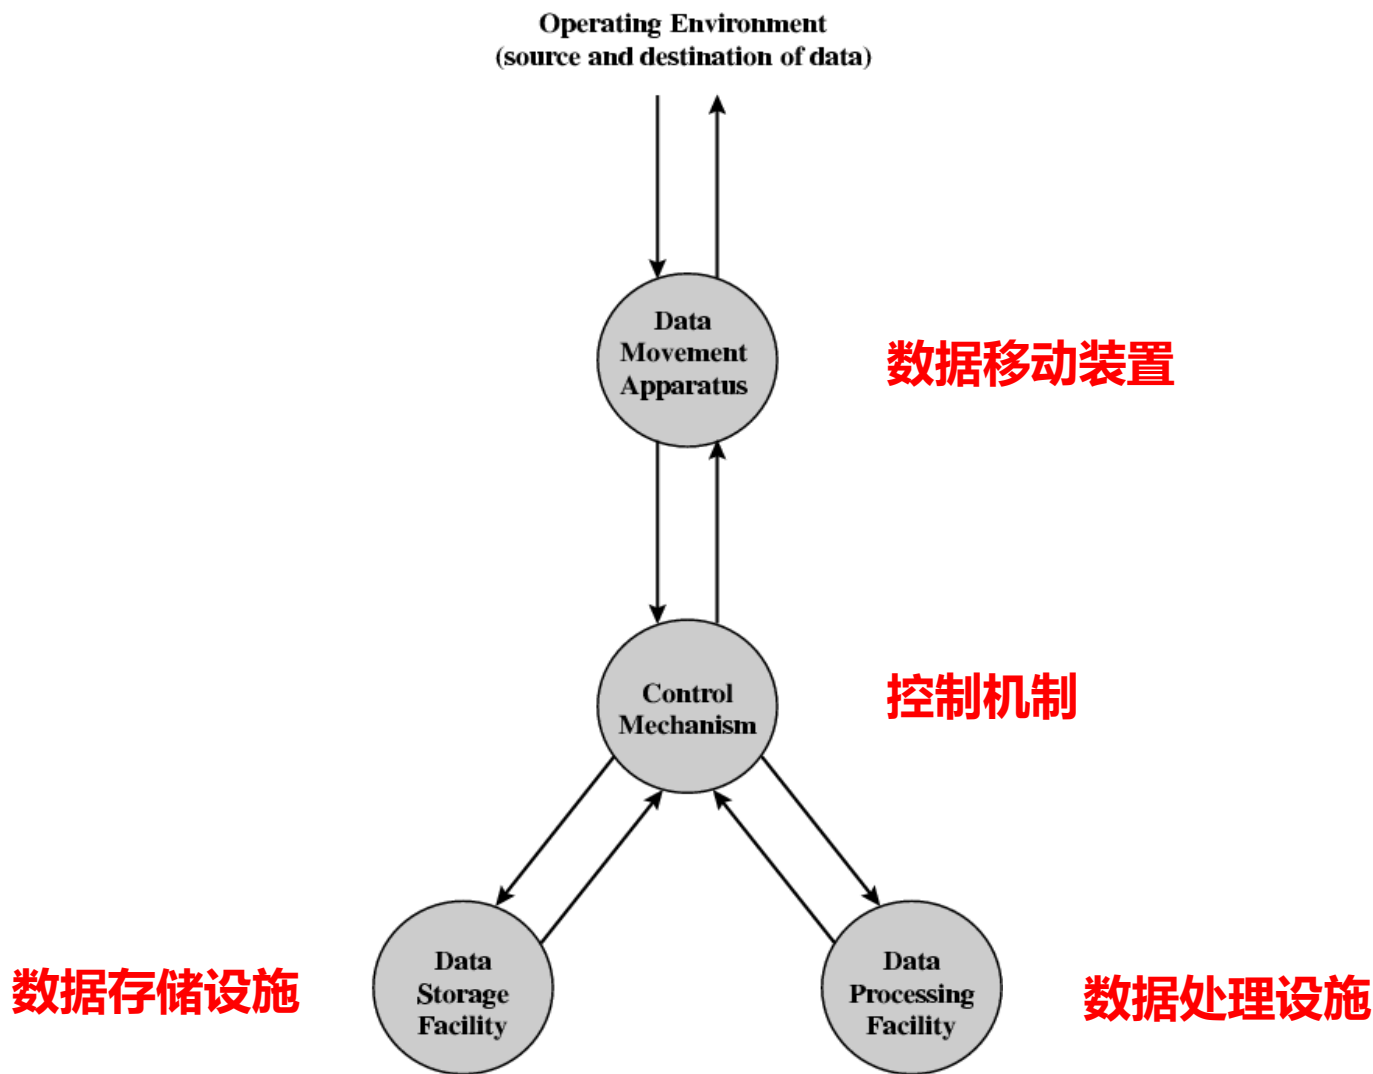 Operating Environment
(source and destination of data)
Data
Movement
Apparatus
数据移动装置
Control
Mechanism
控制机制
数据存储设施
Data
Storage
Facility
Data
Processing
Facility
数据处理设施